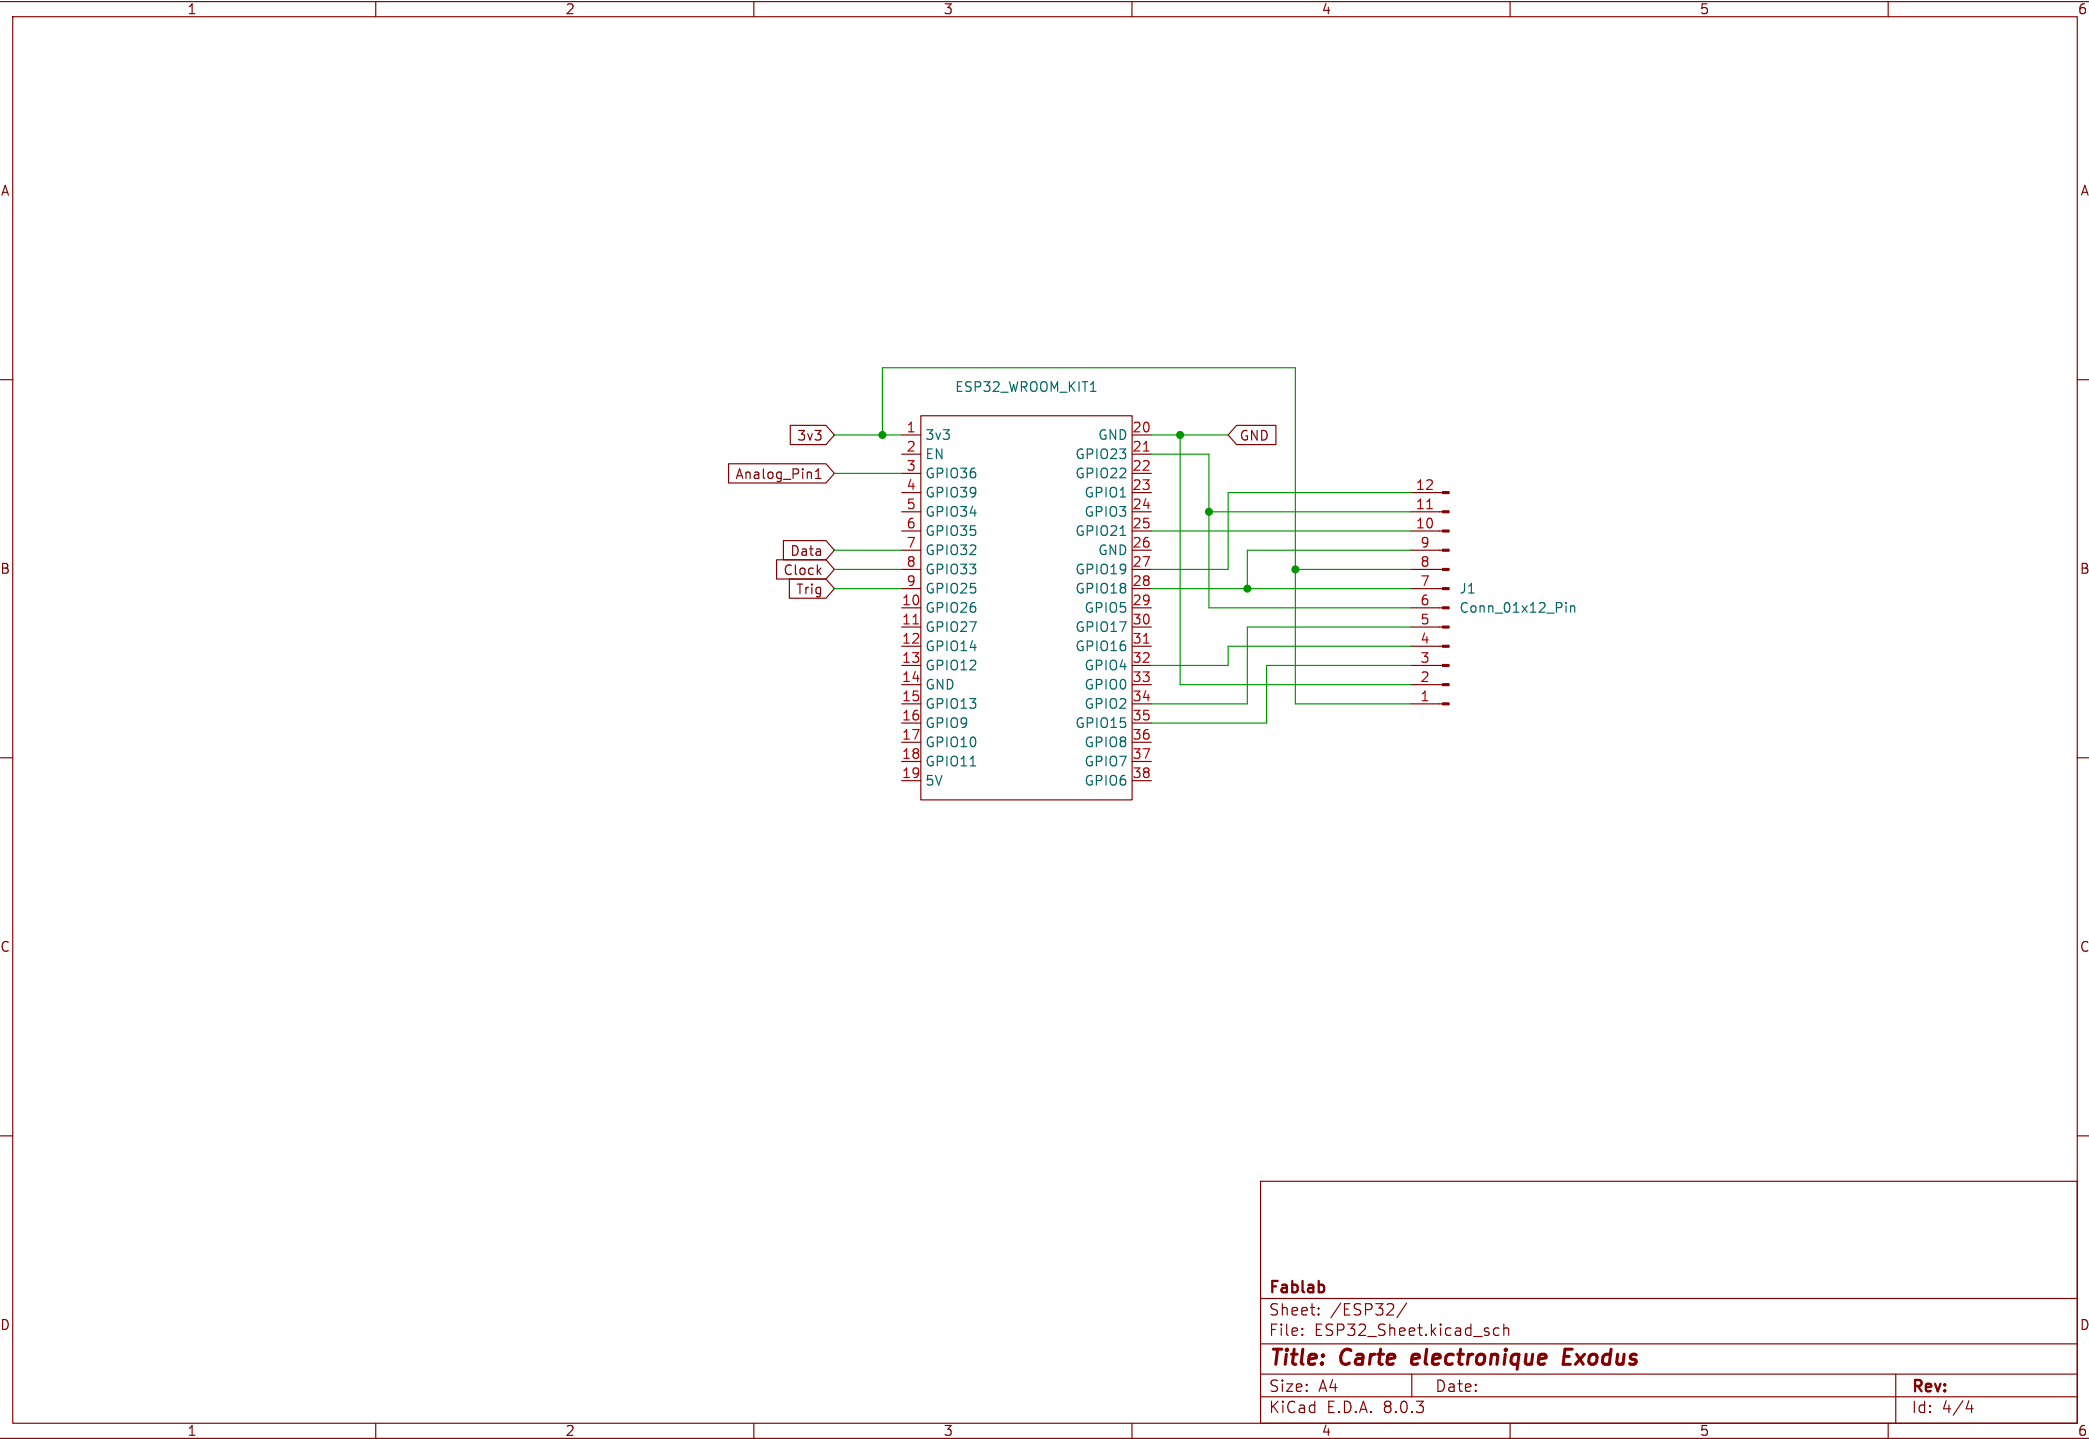 1 2 3 4 5 6
A A
B B
C C
D D
ESP32_WROOM_KIT1
3v3
Analog_Pin1
Data
Clock
Trig
1 3v3
2 EN
3 GPIO36
4 GPIO39
5 GPIO34
6 GPIO35
7 GPIO32
8 GPIO33
9 GPIO25
10 GPIO26
11 GPIO27
12 GPIO14
13 GPIO12
14 GND
15 GPIO13
16 GPIO9
17 GPIO10
18 GPIO11
19 5V
GND 20
GPIO23 21
GPIO22 22
GPIO1 23
GPIO3 24
GPIO21 25
GND 26
GPIO19 27
GPIO18 28
GPIO5 29
GPIO17 30
GPIO16 31
GPIO4 32
GPIO0 33
GPIO2 34
GPIO15 35
GPIO8 36
GPIO7 37
GPIO6 38
GND
12
11
10
9
8
7
6
5
4
3
2
1
J1
Conn_01x12_Pin
Fablab
Sheet: /ESP32/
File: ESP32_Sheet.kicad_sch
Title: Carte electronique Exodus
Size: A4 Date: Rev:
KiCad E.D.A. 8.0.3 Id: 4/4
1 2 3 4 5 6